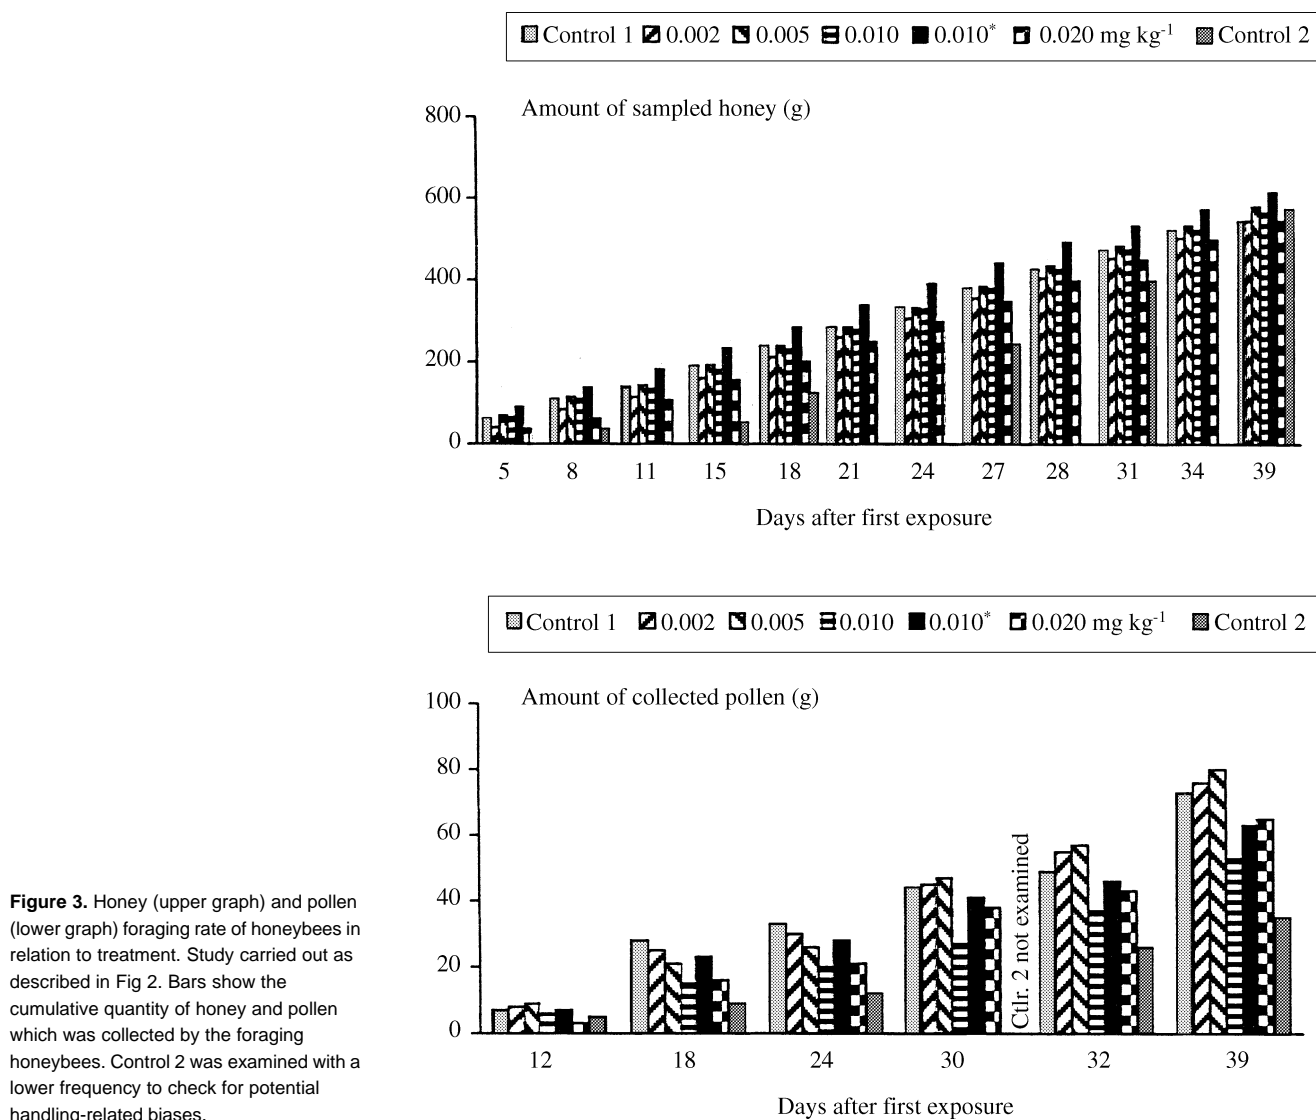 Control 1 0.002 0.005 0.010 0.010* 0.020 mg kg-1 Control 2
Amount of sampled honey (g)
800
600
400
200
0
5 8 11 15 18 21 24 27 28 31 34 39
Days after first exposure
Control 1 0.002 0.005 0.010 0.010* 0.020 mg kg-1 Control 2
Amount of collected pollen (g)
100
80
60
40
20
0
Ctlr. 2 not examined
12 18 24 30 32 39
Days after first exposure
Figure 3. Honey (upper graph) and pollen
(lower graph) foraging rate of honeybees in
relation to treatment. Study carried out as
described in Fig 2. Bars show the
cumulative quantity of honey and pollen
which was collected by the foraging
honeybees. Control 2 was examined with a
lower frequency to check for potential
handling-related biases.